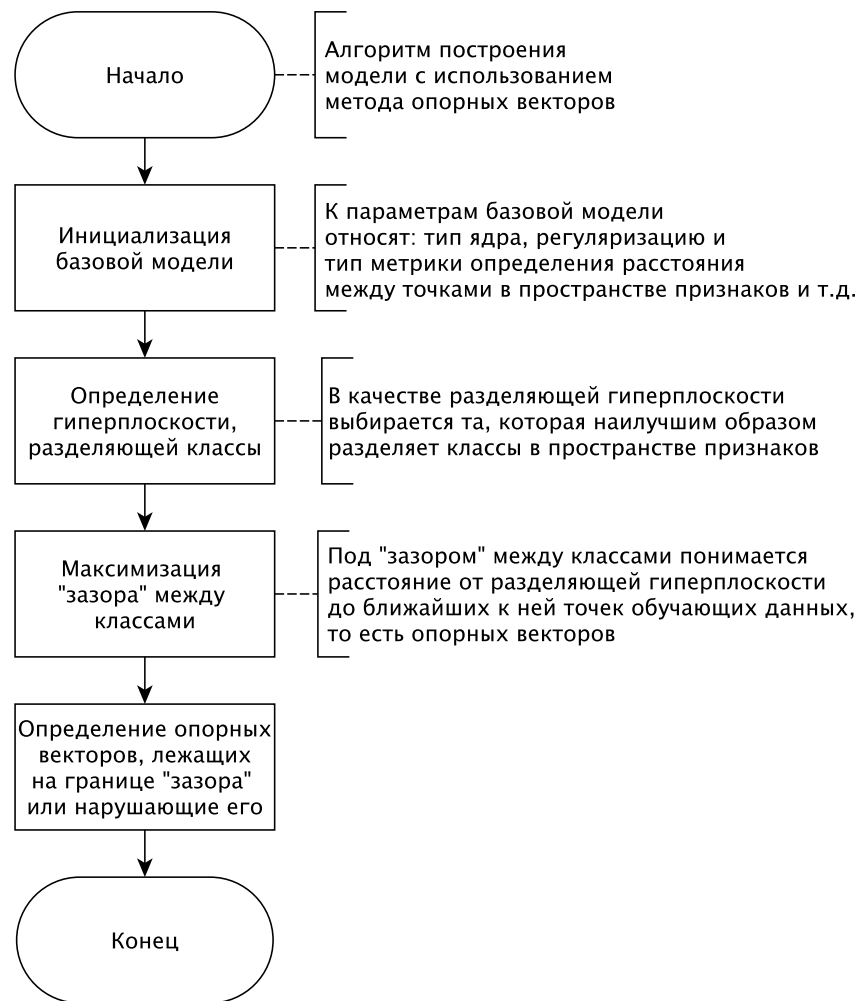 Начало
Алгоритм построения
модели с использованием
метода опорных векторов
Инициализация
базовой модели
К параметрам базовой модели
относят: тип ядра, регуляризацию и
тип метрики определения расстояния
между точками в пространстве признаков и т.д.
Определение
гиперплоскости,
разделяющей классы
В качестве разделяющей гиперплоскости
выбирается та, которая наилучшим образом
разделяет классы в пространстве признаков
Максимизация
"зазора" между
классами
Под "зазором" между классами понимается
расстояние от разделяющей гиперплоскости
до ближайших к ней точек обучающих данных,
то есть опорных векторов
Определение опорных
векторов, лежащих
на границе "зазора"
или нарушающие его
Конец